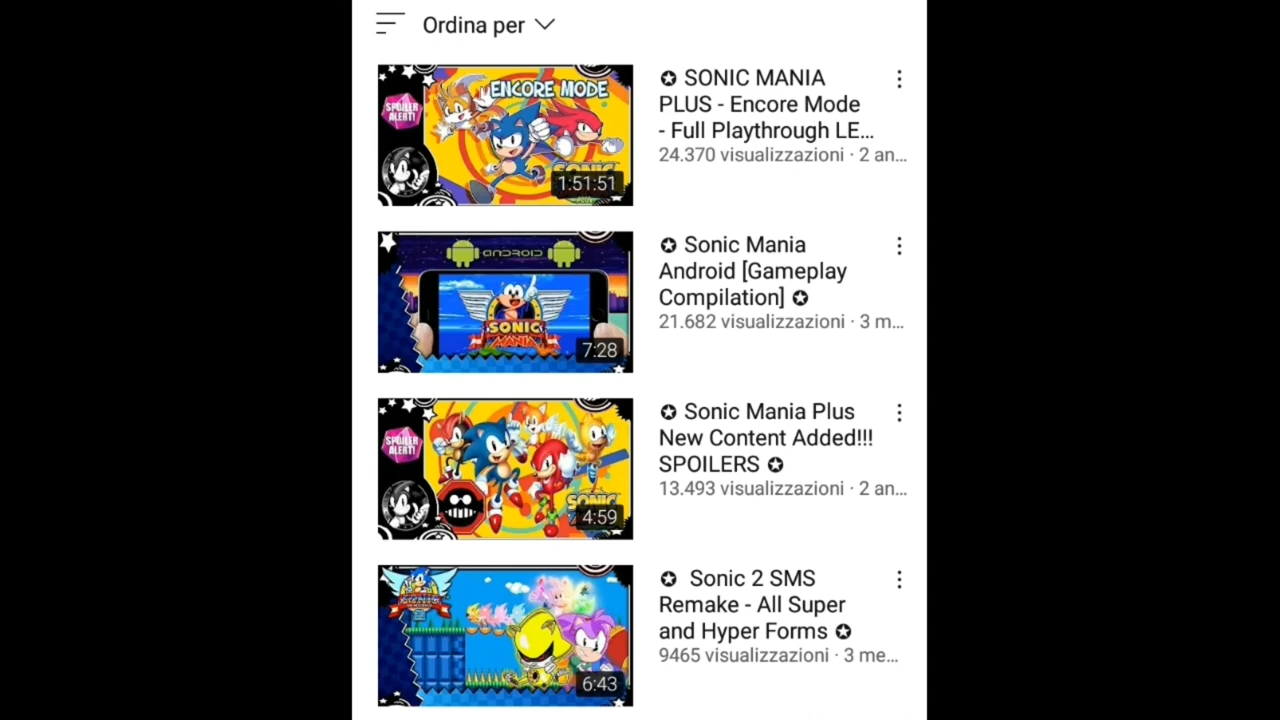 Ordina per
ENCORE MODE
SPOILER
ALERT!
SONIC
1:51:51
✪ SONIC MANIA
PLUS - Encore Mode
- Full Playthrough LE...
24.370 visualizzazioni · 2 an...
ANDROID
SONIC
MANIA
7:28
✪ Sonic Mania
Android [Gameplay
Compilation] ✪
21.682 visualizzazioni · 3 m...
SPOILER
ALERT!
SONIC
4:59
✪ Sonic Mania Plus
New Content Added!!!
SPOILERS ✪
13.493 visualizzazioni · 2 an...
6:43
✪ Sonic 2 SMS
Remake - All Super
and Hyper Forms ✪
9465 visualizzazioni · 3 me...